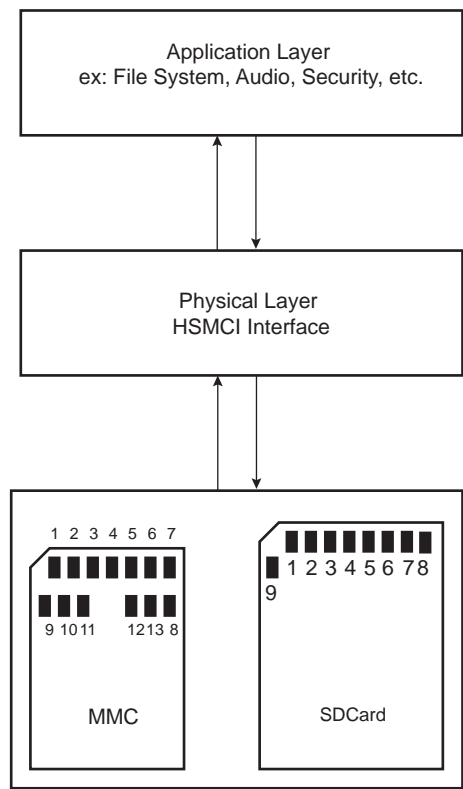 Application Layer
ex: File System, Audio, Security, etc.
Physical Layer
HSMCI Interface
1 2 3 4 5 6 7
9 10 11 12 13 8
MMC
1 2 3 4 5 6 7 8
9
SDCard